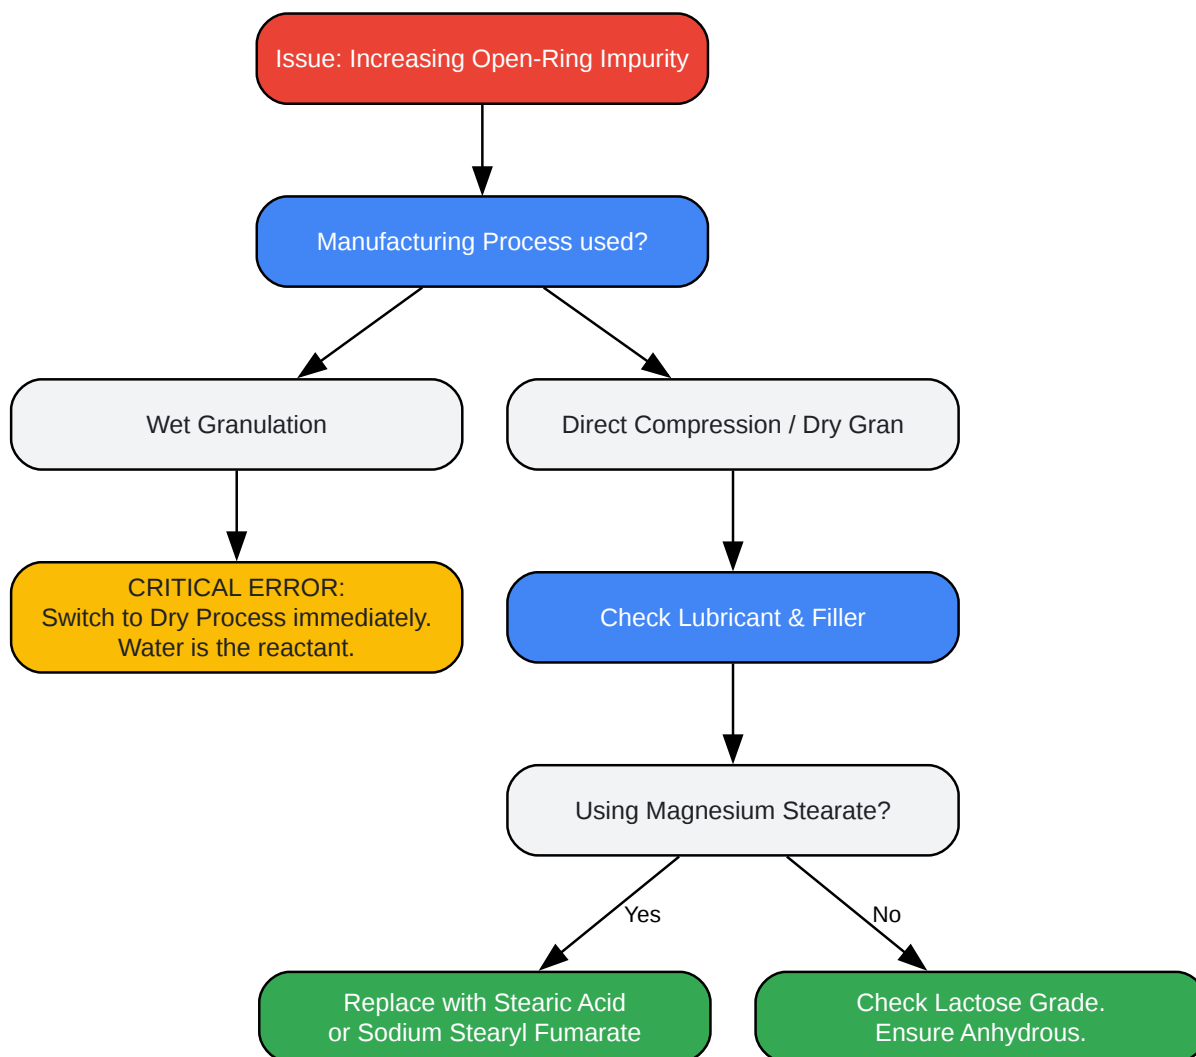 Issue: Increasing Open-Ring Impurity
Manufacturing Process used?
Wet Granulation
Direct Compression / Dry Gran
CRITICAL ERROR:
Switch to Dry Process immediately.
Water is the reactant.
Check Lubricant & Filler
Using Magnesium Stearate?
Yes
No
Replace with Stearic Acid
or Sodium Stearyl Fumarate
Check Lactose Grade.
Ensure Anhydrous.